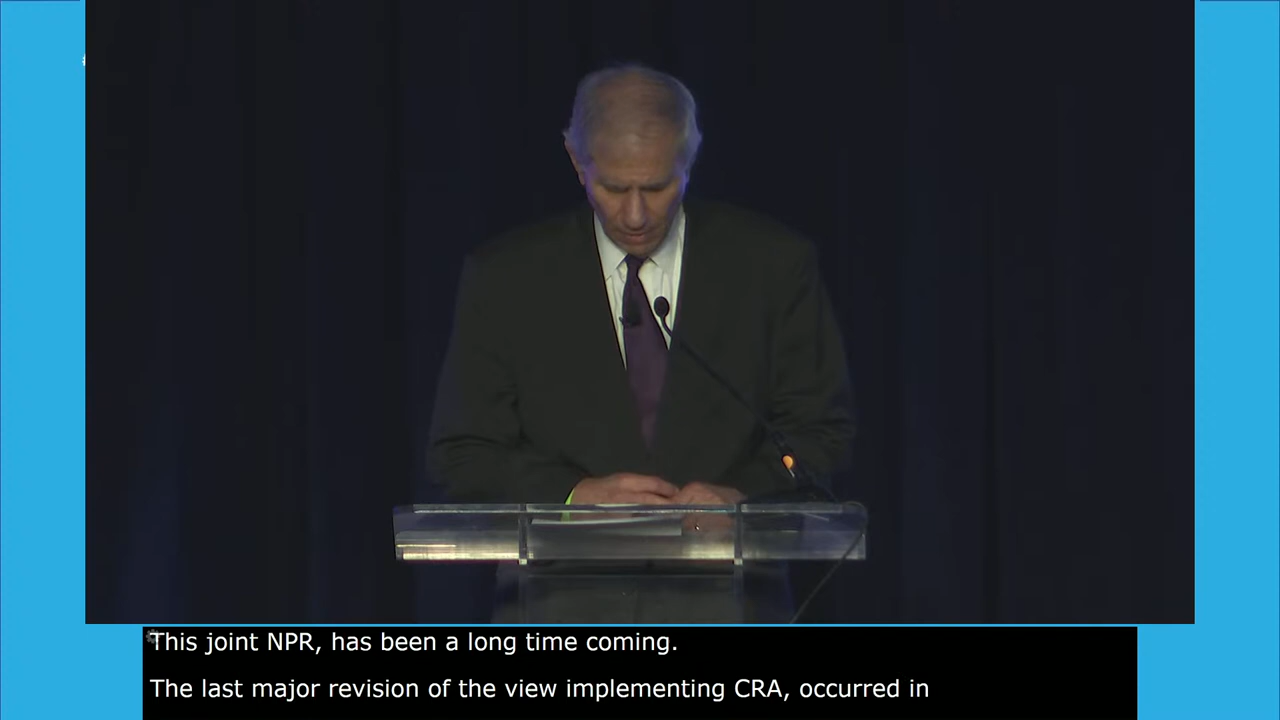 This joint NPR, has been a long time coming.
The last major revision of the view implementing CRA, occurred in